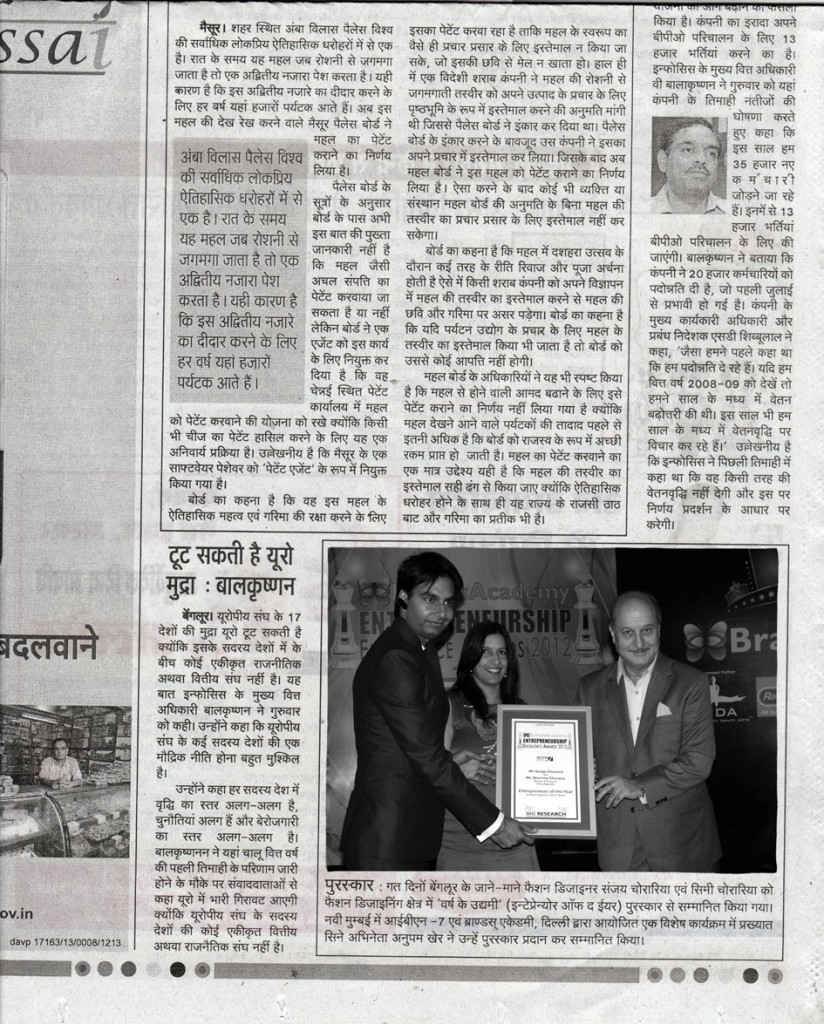 ssai
मैसूर। शहर स्थित अंबा विलास पैलेस विश्व
की सर्वाधिक लोकप्रिय ऐतिहासिक धरोहरों में से एक
है। रात के समय यह महल जब रोशनी से जगमगा
जाता है तो एक अद्वितीय नजारा पेश करता है। यही
कारण है कि इस अद्वितीय नजारे का दीदार करने के
लिए हर वर्ष यहां हजारों पर्यटक आते हैं। अब इस
महल की देख रेख करने वाले मैसूर पैलेस बोर्ड ने
महल का पेटेंट
कराने का निर्णय
लिया है।
पैलेस बोर्ड के
सूत्रों के अनुसार
बोर्ड के पास अभी
इस बात की पुख्ता
जानकारी नहीं है
कि महल जैसी
अचल संपति का
पेटेंट करवाया जा
सकता है या नहीं
लेकिन बोर्ड ने एक
एजेंट को इस कार्य
के लिए नियुक्त कर
दिया है कि वह
चेन्नई स्थित पेटेंट
कार्यालय में महल
को पेटेंट करवाने की योजना को रखे क्योंकि किसी
भी चीज का पेटेंट हासिल करने के लिए यह एक
अनिवार्य प्रक्रिया है। उल्लेखनीय है कि मैसूर के एक
साफ्टवेयर पेशेवर को 'पेटेंट एजेंट' के रूप में नियुक्त
किया गया है।
बोर्ड का कहना है कि वह इस महल के
ऐतिहासिक महत्व एवं गरिमा की रक्षा करने के लिए
अंबा विलास पैलेस विश्व
की सर्वाधिक लोकप्रिय
ऐतिहासिक धरोहरों में से
एक है। रात के समय
यह महल जब रोशनी से
जगमगा जाता है तो एक
अद्वितीय नजारा पेश
करता है। यही कारण है
कि इस अद्वितीय नजारे
का दीदार करने के लिए
हर वर्ष यहां हजारों
पर्यटक आते हैं।
इसका पेटेंट करवा रहा है ताकि महल के स्वरूप का
वैसे ही प्रचार प्रसार के लिए इस्तेमाल न किया जा
सके, जो इसकी छवि से मेल न खाता हो। हाल ही
में एक विदेशी शराब कंपनी ने महल की रोशनी से
जगमगाती तस्वीर को अपने उत्पाद के प्रचार के लिए
पृष्ठभूमि के रूप में इस्तेमाल करने की अनुमति मांगी
थी जिससे पैलेस बोर्ड ने इंकार कर दिया था। पैलेस
बोर्ड के इंकार करने के बावजूद उस कंपनी ने इसका
अपने प्रचार में इस्तेमाल कर लिया। जिसके बाद अब
महल बोर्ड ने इस महल को पेटेंट कराने का निर्णय
लिया है। ऐसा करने के बाद कोई भी व्यक्ति या
संस्थान महल बोर्ड की अनुमति के बिना महल की
तस्वीर का प्रचार प्रसार के लिए इस्तेमाल नहीं कर
सकेगा।
बोर्ड का कहना है कि महल में दशहरा उत्सव के
दौरान कई तरह के रीति रिवाज और पूजा अर्चना
होती है ऐसे में किसी शराब कंपनी को अपने विज्ञापन
में महल की तस्वीर का इस्तेमाल करने से महल की
छवि और गरिमा पर असर पड़ेगा। बोर्ड का कहना है
कि यदि पर्यटन उद्योग के प्रचार के लिए महल के
तस्वीर का इस्तेमाल किया भी जाता है तो बोर्ड को
उससे कोई आपत्ति नहीं होगी।
महल बोर्ड के अधिकारियों ने यह भी स्पष्ट किया
है कि महल से होने वाली आमद बढाने के लिए इसे
पेटेंट कराने का निर्णय नहीं लिया गया है क्योंकि
महल देखने आने वाले पर्यटकों की तादाद पहले से
इतनी अधिक है कि बोर्ड को राजस्व के रूप में अच्छी
रकम प्राप्त हो जाती है। महल का पेटेंट करवाने का
एक मात्र उद्देश्य यही है कि महल की तस्वीर का
इस्तेमाल सही ढंग से किया जाए क्योंकि ऐतिहासिक
धरोहर होने के साथ ही यह राज्य के राजसी ठाठ
बाट और गरिमा का प्रतीक भी है।
किया है। कंपनी का इरादा अपने
बीपीओ परिचालन के लिए 13
हजार भर्तियां करने का है।
इन्फोसिस के मुख्य वित्त अधिकारी
वी बालाकृष्णन ने गुरुवार को यहां
कंपनी के तिमाही नतीजों की
घोषणा करते
हुए कहा कि
इस साल हम
35 हजार नए
कर्मचारी
जोड़ने जा रहे
हैं। इनमें से 13
हजार भर्तियां
बीपीओ परिचालन के लिए की
जाएंगी। बालकृष्णन ने बताया कि
कंपनी ने 20 हजार कर्मचारियों को
पदोन्नति दी है, जो पहली जुलाई
से प्रभावी हो गई है। कंपनी के
मुख्य कार्यकारी अधिकारी और
प्रबंध निदेशक एसडी शिब्बूलाल ने
कहा, 'जैसा हमने पहले कहा था
कि हम पदोन्नति दे रहे हैं। यदि हम
वित्त वर्ष 2008-09 को देखें तो
हमने साल के मध्य में वेतन
बढ़ोत्तरी की थी। इस साल भी हम
साल के मध्य में वेतनवृद्धि पर
विचार कर रहे हैं।' उल्लेखनीय है
कि इन्फोसिस ने पिछली तिमाही में
कहा था कि वह किसी तरह की
वेतनवृद्धि नहीं देगी और इस पर
निर्णय प्रदर्शन के आधार पर
करेगी।
टूट सकती है यूरो
मुद्रा : बालकृष्णन
बेंगलूर। यूरोपीय संघ के 17
देशों की मुद्रा यूरो टूट सकती है
क्योंकि इसके सदस्य देशों में के
बीच कोई एकीकृत राजनीतिक
अथवा वित्तीय संघ नहीं है। यह
बात इन्फोसिस के मुख्य वित्त
अधिकारी बालकृष्णन ने गुरुवार
को कही। उन्होंने कहा कि यूरोपीय
संघ के कई सदस्य देशों की एक
मौद्रिक नीति होना बहुत मुश्किल
है।
उन्होंने कहा हर सदस्य देश में
वृद्धि का स्तर अलग-अलग है,
चुनौतियां अलग हैं और बेरोजगारी
का स्तर अलग-अलग है।
बालकृष्णनन ने यहां चालू वित्त वर्ष
की पहली तिमाही के परिणाम जारी
होने के मौके पर संवाददाताओं से
कहा यूरो में भारी गिरावट आएगी
क्योंकि यूरोपीय संघ के सदस्य
देशों की कोई एकीकृत वित्तीय
अथवा राजनैतिक संघ नहीं है।
बदलवाने
ov.in
davp 17163/13/0008/1213
sAcademy
ENTREPRENEURSHIP
2012
Bra
DA
ENTREPRENEURSHIP
EXCELLENCE AWARDS 2012
Entrepreneurs of the Year
BIG RESEARCH
पुरस्कार : गत दिनों बेंगलूर के जाने-माने फैशन डिजाइनर संजय चोरारिया एवं सिमी चोरारिया को
फैशन डिजाइनिंग क्षेत्र में 'वर्ष के उद्यमी' (इन्टेप्रेन्योर ऑफ द ईयर) पुरस्कार से सम्मानित किया गया।
नवी मुम्बई में आईबीएन -7 एवं ब्राण्डस् एकेडमी, दिल्ली द्वारा आयोजित एक विशेष कार्यक्रम में प्रख्यात
सिने अभिनेता अनुपम खेर ने उन्हें पुरस्कार प्रदान कर सम्मानित किया।